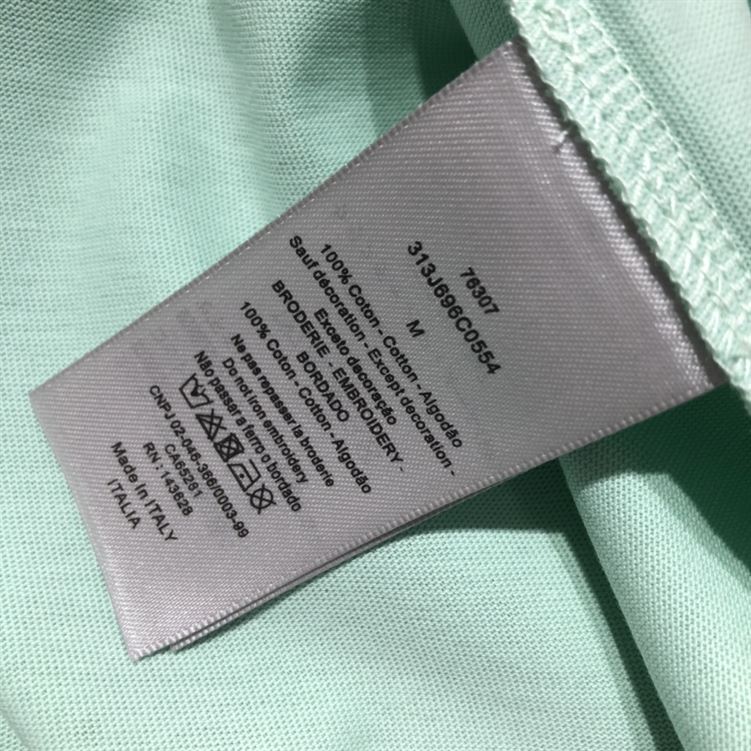 76307
313J696C0554
M
100% Coton - Cotton - Algodão
Sauf décoration - Except decoration -
Exceto decoração
BRODERIE - EMBROIDERY -
BORDADO
100% Coton - Cotton - Algodão
Ne pas repasser la broderie
Do not iron embroidery
Não passar a ferro o bordado
CNPJ 02-046-366/0003-99
CA65261
RN : 143628
Made in ITALY
ITALIA